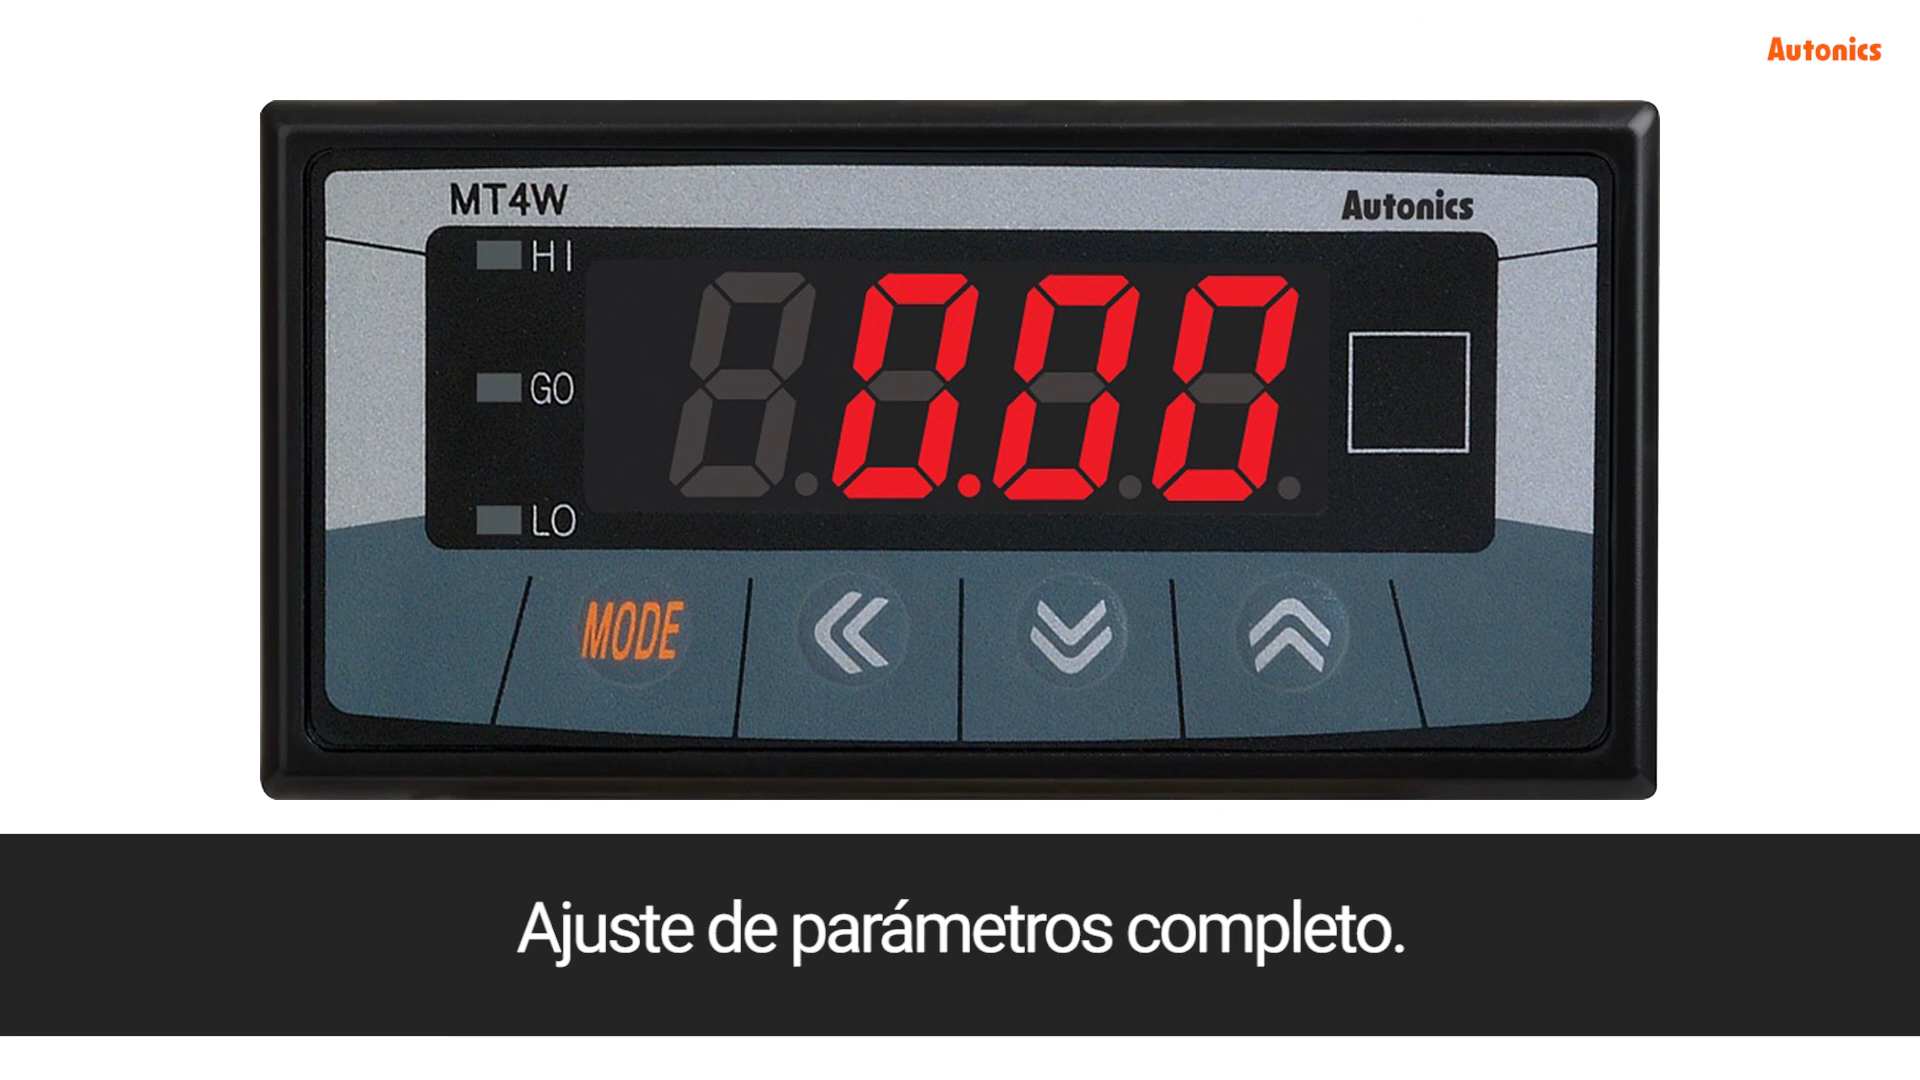 Autonics
MT4W
Autonics
HI
0.00
GO
LO
MODE
Ajuste de parámetros completo.